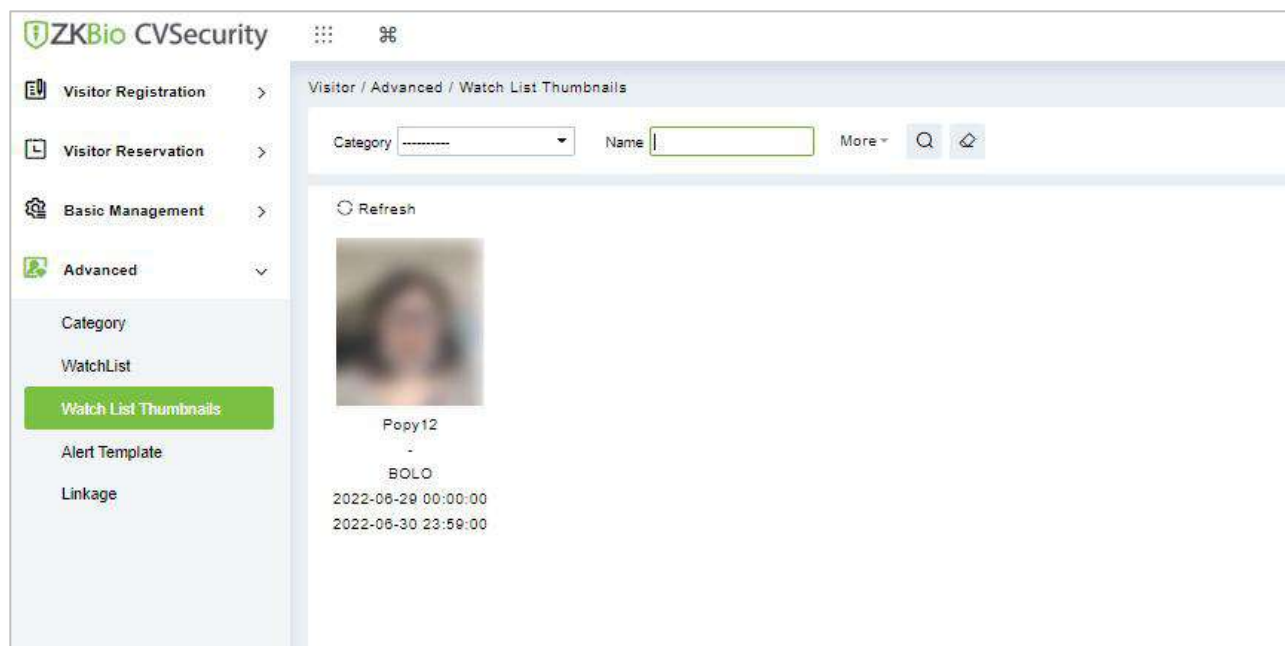 ZKBio CVSecurity
Visitor Registration
Visitor Reservation
Basic Management
Advanced
Category
WatchList
Watch List Thumbnails
Alert Template
Linkage
Visitor / Advanced / Watch List Thumbnails
Category ---------- Name More
Refresh
Popy12
-
BOLO
2022-06-29 00:00:00
2022-06-30 23:59:00